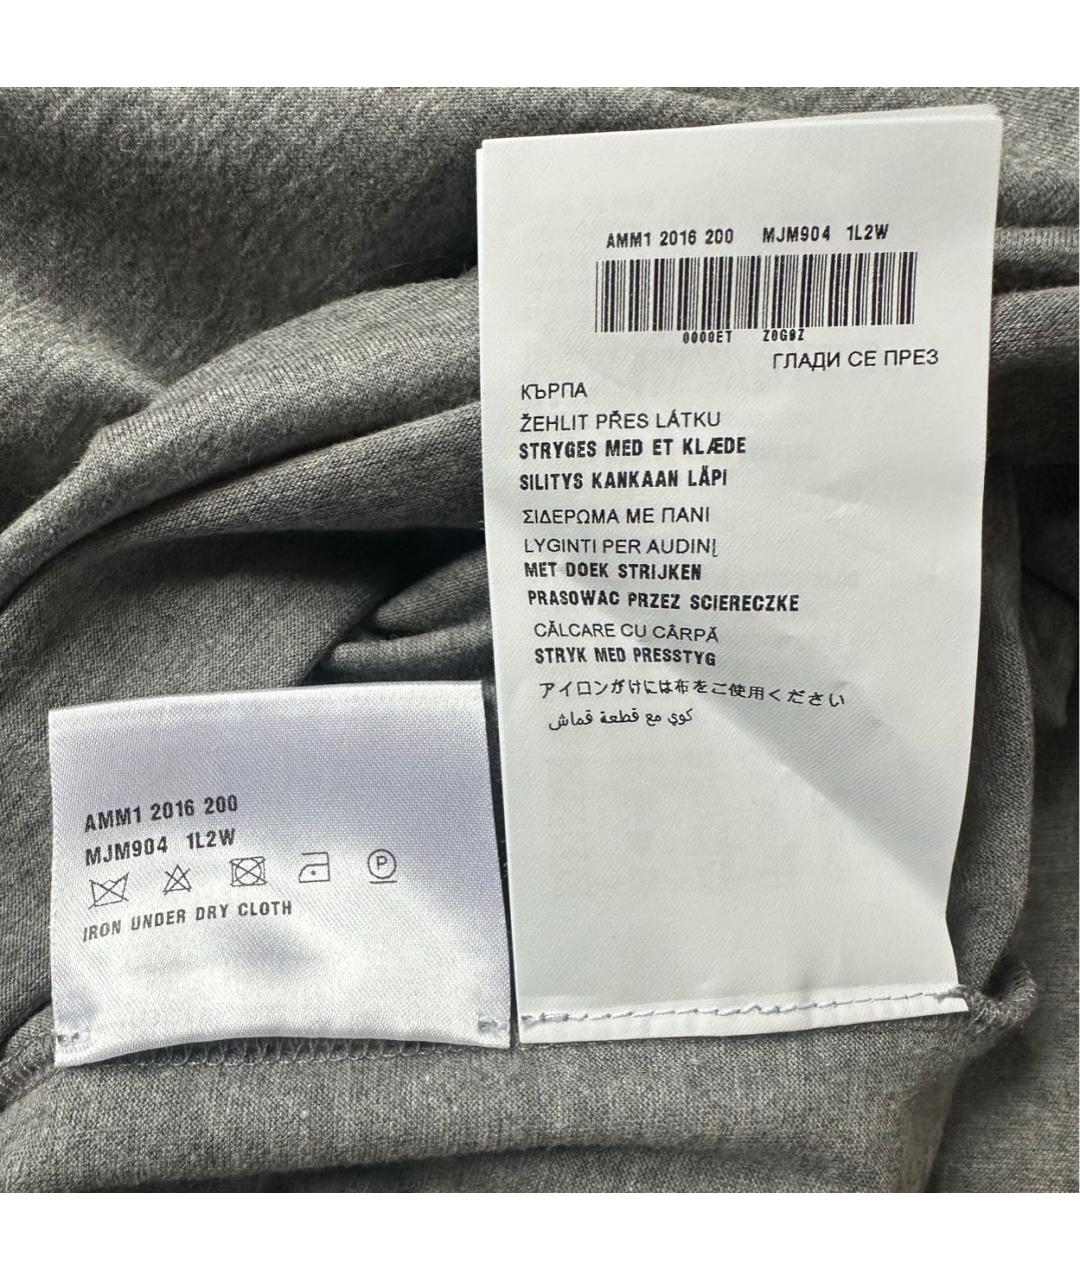 AMM1 2016 200 MJM904 1L2W
0009ET Z0G9Z
ГЛАДИ СЕ ПРЕЗ
КЪРПА
ŽEHLIT PŘES LÁTKU
STRYGES MED ET KLÆDE
SILITYS KANKAAN LÄPI
ΣΙΔΕΡΩΜΑ ΜΕ ΠΑΝΙ
LYGINTI PER AUDINĮ
MET DOEK STRIJKEN
PRASOWAC PRZEZ SCIERECZKE
CĂLCARE CU CÂRPĂ
STRYK MED PRESSTYG
アイロンがけには布をご使用ください
كوي مع قطعة قماش
AMM1 2016 200
MJM904 1L2W
P
IRON UNDER DRY CLOTH